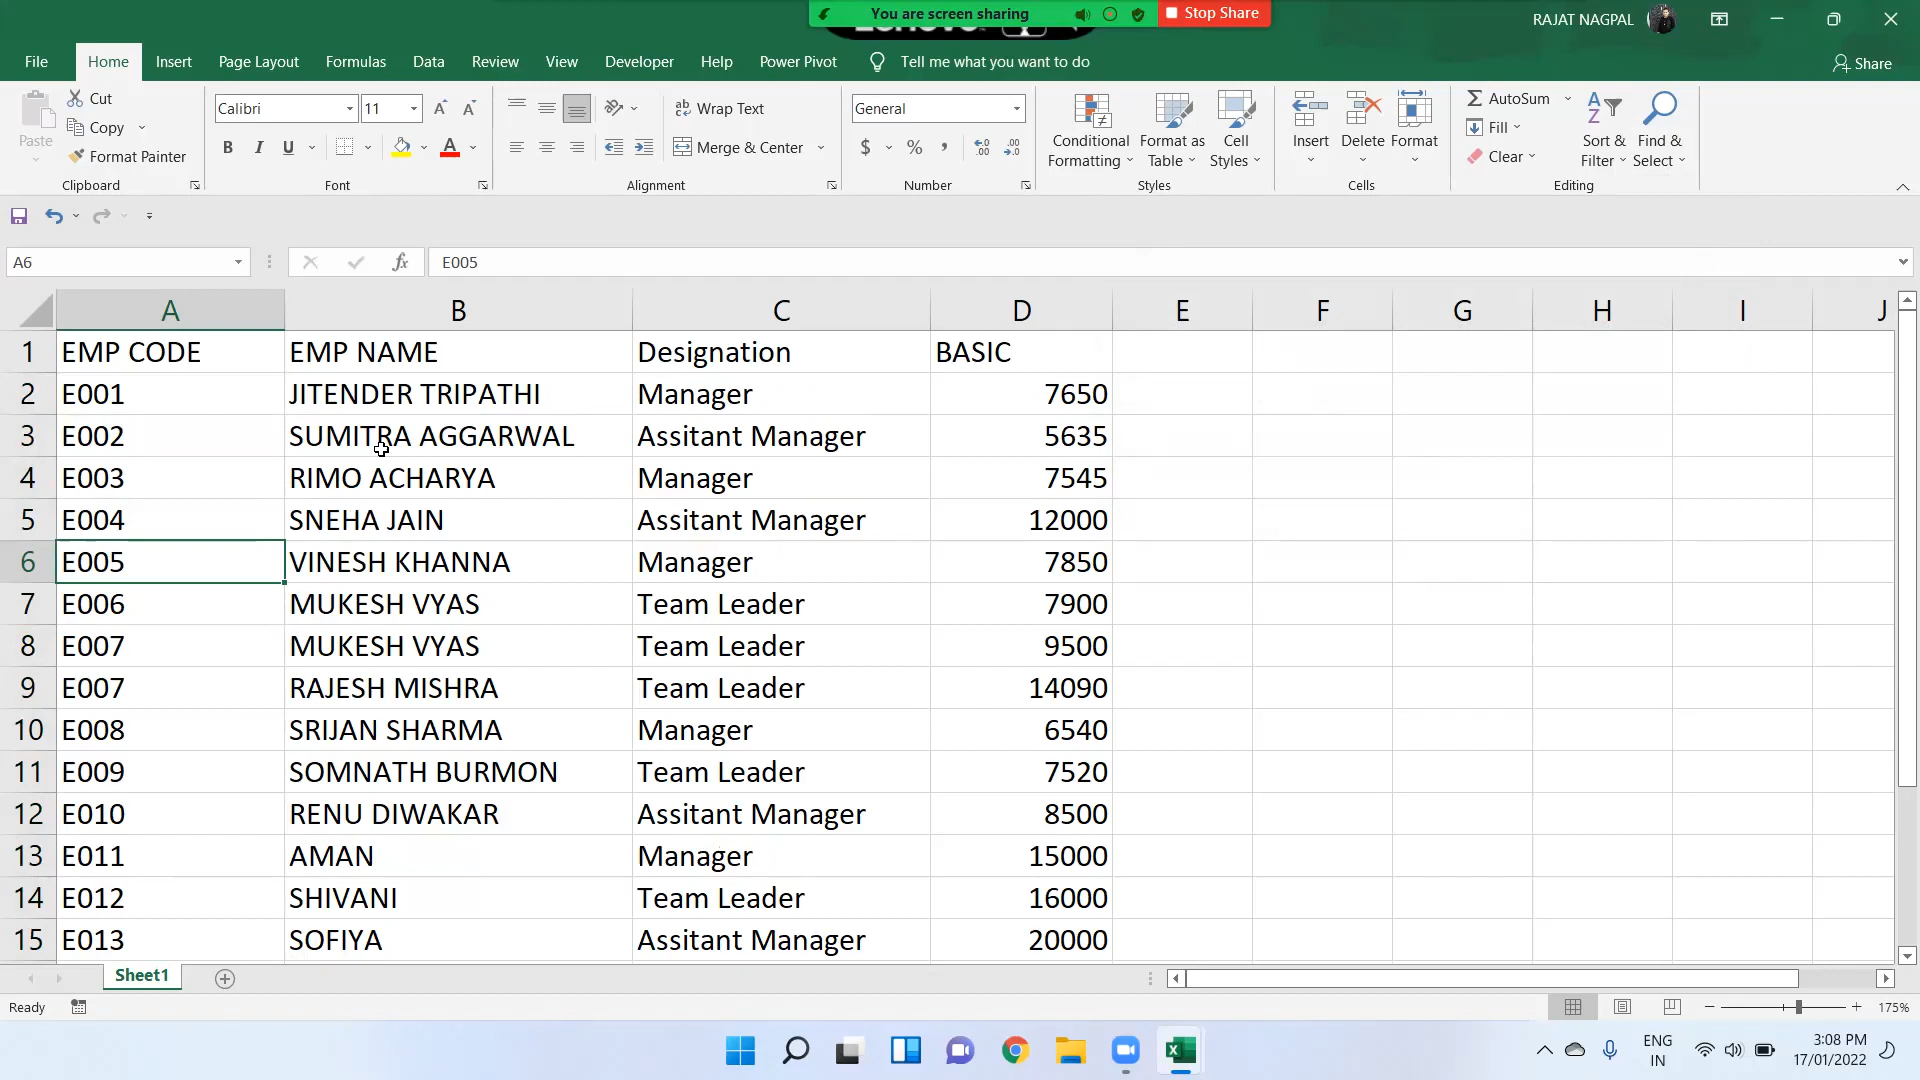 You are screen sharing
Stop Share
RAJAT NAGPAL
File Home Insert Page Layout Formulas Data Review View Developer Help Power Pivot Tell me what you want to do Share
Paste
Cut
Copy
Format Painter
Clipboard
Calibri 11
B I U A
Font
Wrap Text
Merge & Center
Alignment
General
$ % ,
Number
Conditional Formatting
Format as Table
Cell Styles
Styles
Insert Delete Format
Cells
AutoSum
Fill
Clear
Sort & Filter
Find & Select
Editing
A6 fx E005
A B C D E F G H I J
1 EMP CODE EMP NAME Designation BASIC
2 E001 JITENDER TRIPATHI Manager 7650
3 E002 SUMITRA AGGARWAL Assitant Manager 5635
4 E003 RIMO ACHARYA Manager 7545
5 E004 SNEHA JAIN Assitant Manager 12000
6 E005 VINESH KHANNA Manager 7850
7 E006 MUKESH VYAS Team Leader 7900
8 E007 MUKESH VYAS Team Leader 9500
9 E007 RAJESH MISHRA Team Leader 14090
10 E008 SRIJAN SHARMA Manager 6540
11 E009 SOMNATH BURMON Team Leader 7520
12 E010 RENU DIWAKAR Assitant Manager 8500
13 E011 AMAN Manager 15000
14 E012 SHIVANI Team Leader 16000
15 E013 SOFIYA Assitant Manager 20000
Sheet1
Ready 175%
ENG
IN
3:08 PM
17/01/2022